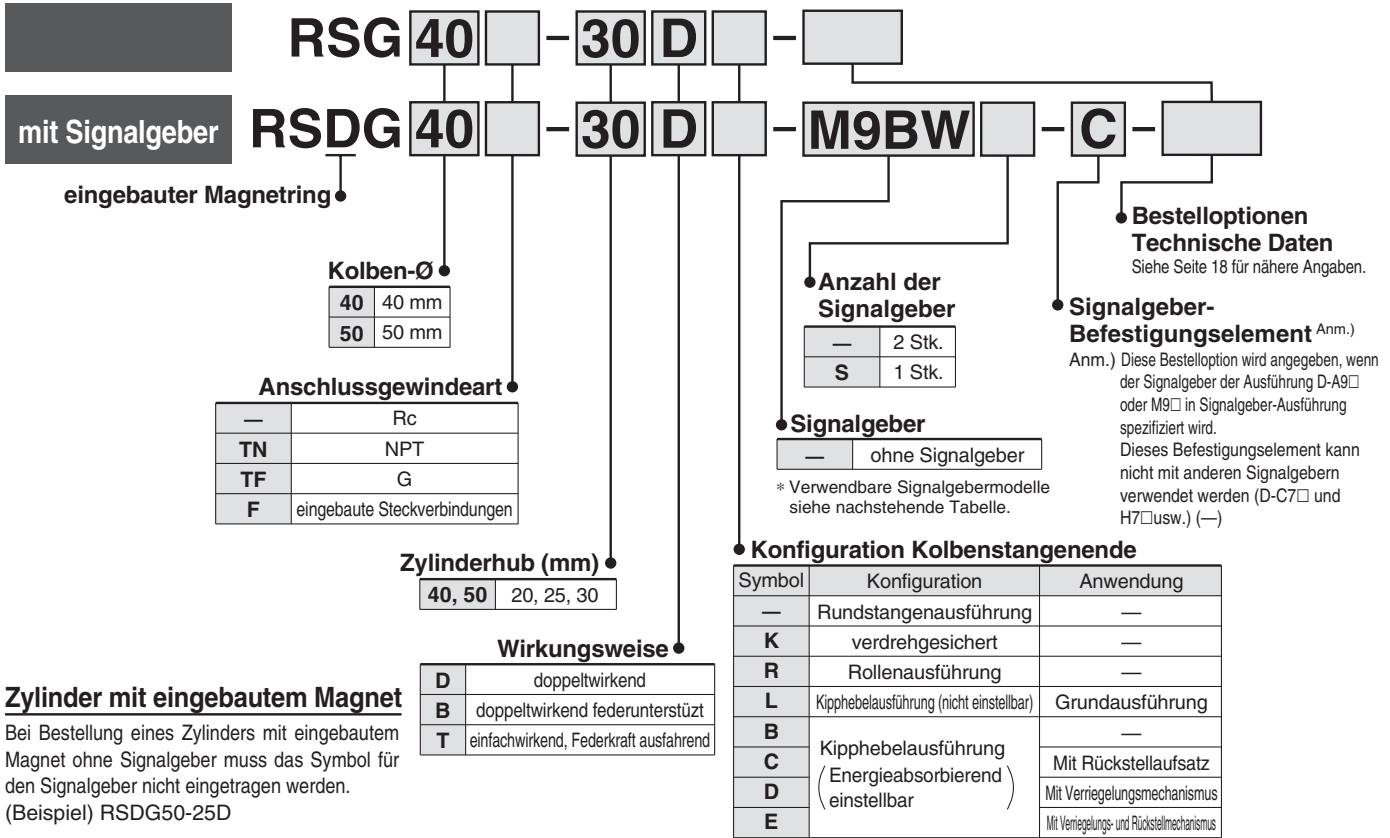 RSG 40 - 30 D -
mit Signalgeber RSDG 40 - 30 D - M9BW - C -
eingebauter Magnetring
Bestelloptionen
Technische Daten
Siehe Seite 18 für nähere Angaben.
Kolben-Ø
40 40 mm
50 50 mm
Anzahl der
Signalgeber
— 2 Stk.
S 1 Stk.
Signalgeber-
Befestigungselement Anm.)
Anm.) Diese Bestelloption wird angegeben, wenn
der Signalgeber der Ausführung D-A9□
oder M9□ in Signalgeber-Ausführung
spezifiziert wird.
Dieses Befestigungselement kann
nicht mit anderen Signalgebern
verwendet werden (D-C7□ und
H7□usw.) (—)
Anschlussgewindeart
— Rc
TN NPT
TF G
F eingebaute Steckverbindungen
Signalgeber
— ohne Signalgeber
* Verwendbare Signalgebermodelle
siehe nachstehende Tabelle.
Zylinderhub (mm)
40, 50 20, 25, 30
Konfiguration Kolbenstangenende
Symbol Konfiguration Anwendung
— Rundstangenausführung —
K verdrehgesichert —
R Rollenausführung —
L Kipphebelausführung (nicht einstellbar) Grundausführung
B —
C Mit Rückstellaufsatz
D Mit Verriegelungsmechanismus
E Mit Verriegelungs- und Rückstellmechanismus
Kipphebelausführung
(Energieabsorbierend
einstellbar)
Wirkungsweise
D doppeltwirkend
B doppeltwirkend federunterstüzt
T einfachwirkend, Federkraft ausfahrend
Zylinder mit eingebautem Magnet
Bei Bestellung eines Zylinders mit eingebautem
Magnet ohne Signalgeber muss das Symbol für
den Signalgeber nicht eingetragen werden.
(Beispiel) RSDG50-25D